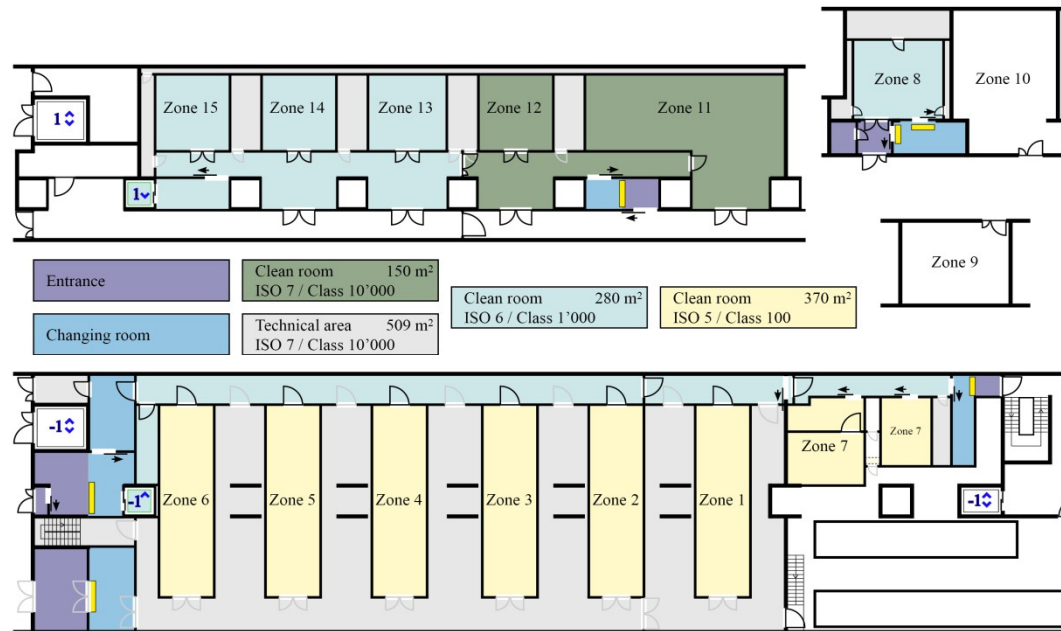 Zone 15
Zone 14
Zone 13
Zone 12
Zone 11
Zone 8
Zone 10
1
1
Zone 9
Entrance
Clean room 150 m²
ISO 7 / Class 10’000
Changing room
Technical area 509 m²
ISO 7 / Class 10’000
Clean room 280 m²
ISO 6 / Class 1’000
Clean room 370 m²
ISO 5 / Class 100
-1
-1
Zone 6
Zone 5
Zone 4
Zone 3
Zone 2
Zone 1
Zone 7
Zone 7
-1